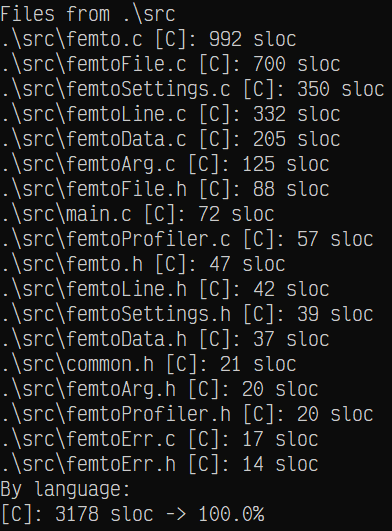 Files from .\src
.\src\femto.c [C]: 992 sloc
.\src\femtoFile.c [C]: 700 sloc
.\src\femtoSettings.c [C]: 350 sloc
.\src\femtoLine.c [C]: 332 sloc
.\src\femtoData.c [C]: 205 sloc
.\src\femtoArg.c [C]: 125 sloc
.\src\femtoFile.h [C]: 88 sloc
.\src\main.c [C]: 72 sloc
.\src\femtoProfiler.c [C]: 57 sloc
.\src\femto.h [C]: 47 sloc
.\src\femtoLine.h [C]: 42 sloc
.\src\femtoSettings.h [C]: 39 sloc
.\src\femtoData.h [C]: 37 sloc
.\src\common.h [C]: 21 sloc
.\src\femtoArg.h [C]: 20 sloc
.\src\femtoProfiler.h [C]: 20 sloc
.\src\femtoErr.c [C]: 17 sloc
.\src\femtoErr.h [C]: 14 sloc
By language:
[C]: 3178 sloc -> 100.0%